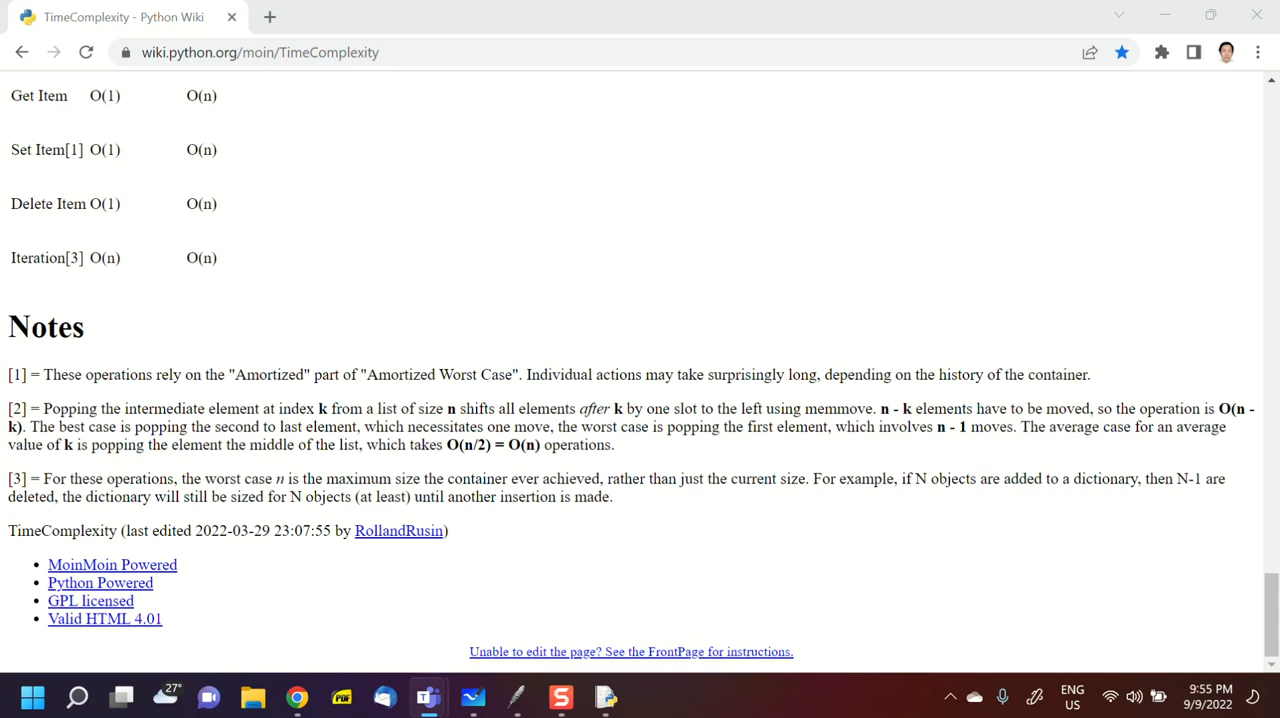 TimeComplexity - Python Wiki
wiki.python.org/moin/TimeComplexity
Get Item O(1) O(n)
Set Item[1] O(1) O(n)
Delete Item O(1) O(n)
Iteration[3] O(n) O(n)
Notes
[1] = These operations rely on the "Amortized" part of "Amortized Worst Case". Individual actions may take surprisingly long, depending on the history of the container.
[2] = Popping the intermediate element at index k from a list of size n shifts all elements after k by one slot to the left using memmove. n - k elements have to be moved, so the operation is O(n -
k). The best case is popping the second to last element, which necessitates one move, the worst case is popping the first element, which involves n - 1 moves. The average case for an average
value of k is popping the element the middle of the list, which takes O(n/2) = O(n) operations.
[3] = For these operations, the worst case n is the maximum size the container ever achieved, rather than just the current size. For example, if N objects are added to a dictionary, then N-1 are
deleted, the dictionary will still be sized for N objects (at least) until another insertion is made.
TimeComplexity (last edited 2022-03-29 23:07:55 by RollandRusin)
• MoinMoin Powered
• Python Powered
• GPL licensed
• Valid HTML 4.01
Unable to edit the page? See the FrontPage for instructions.
27°
PDF
S
ENG
US
9:55 PM
9/9/2022